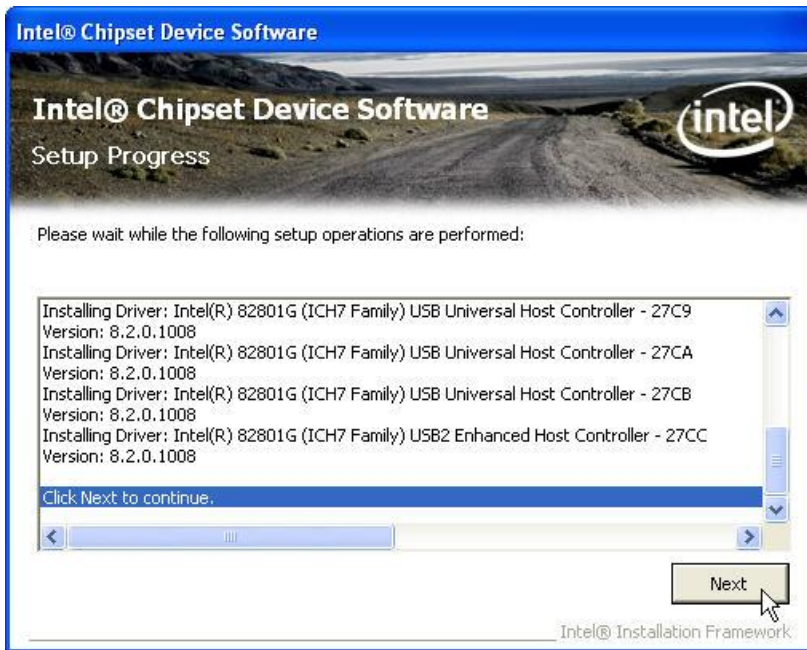 Intel® Chipset Device Software
Intel® Chipset Device Software
intel
Setup Progress
Please wait while the following setup operations are performed:
Installing Driver: Intel(R) 82801G (ICH7 Family) USB Universal Host Controller - 27C9
Version: 8.2.0.1008
Installing Driver: Intel(R) 82801G (ICH7 Family) USB Universal Host Controller - 27CA
Version: 8.2.0.1008
Installing Driver: Intel(R) 82801G (ICH7 Family) USB Universal Host Controller - 27CB
Version: 8.2.0.1008
Installing Driver: Intel(R) 82801G (ICH7 Family) USB2 Enhanced Host Controller - 27CC
Version: 8.2.0.1008
Click Next to continue.
Next
Intel® Installation Framework